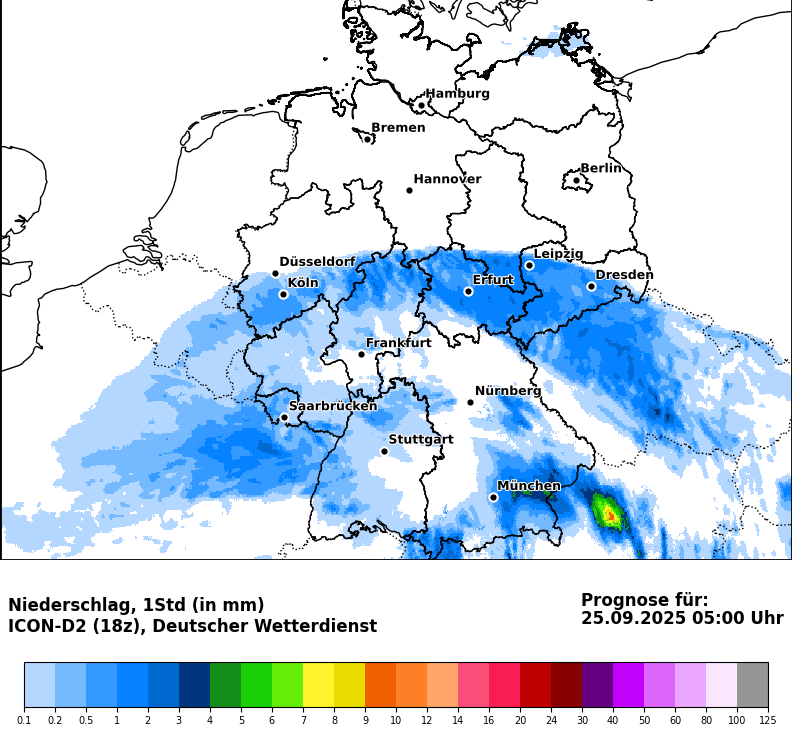 Hamburg
Bremen
Berlin
Hannover
Leipzig
Düsseldorf
Dresden
Köln
Erfurt
Frankfurt
Nürnberg
Saarbrücken
Stuttgart
München
Niederschlag, 1Std (in mm)
ICON-D2 (18z), Deutscher Wetterdienst
Prognose für:
25.09.2025 05:00 Uhr
0.1 0.2 0.5 1 2 3 4 5 6 7 8 9 10 12 14 16 20 24 30 40 50 60 80 100 125